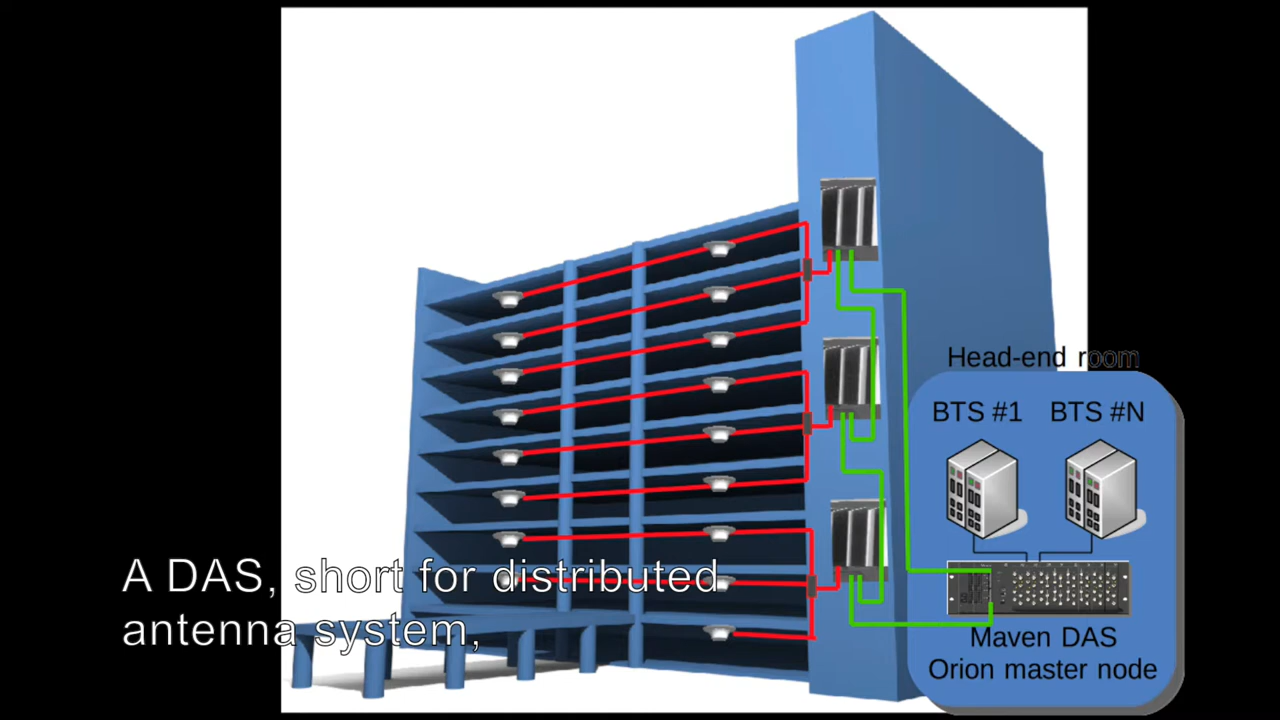 Head-end room
BTS #1 BTS #N
Maven DAS
Orion master node
A DAS, short for distributed
antenna system,